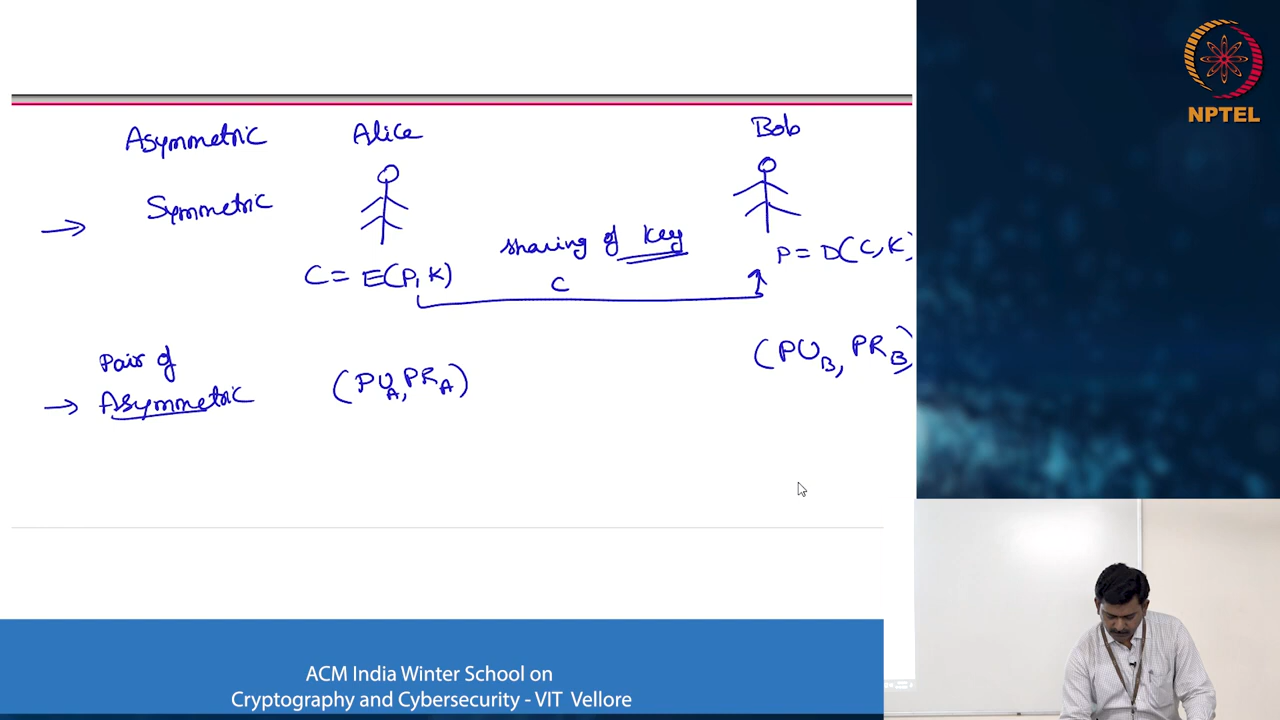 NPTEL
Asymmetric Alice Bob
Symmetric
sharing of key
C = E(P, K) C P = D(C, K)
Pair of
Asymmetric (PU_A, PR_A) (PU_B, PR_B)
ACM India Winter School on
Cryptography and Cybersecurity - VIT Vellore